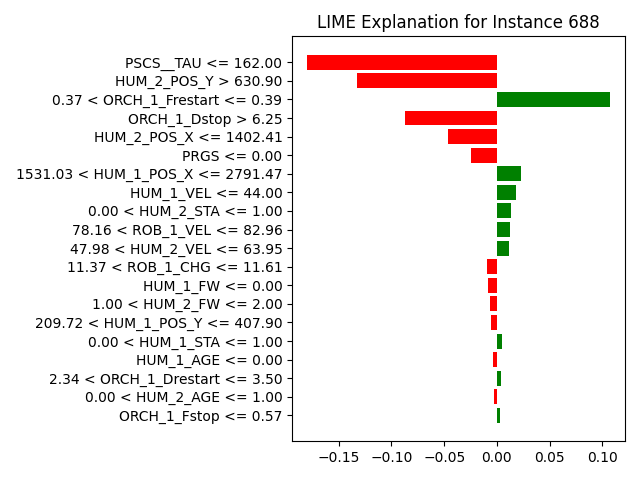 LIME Explanation for Instance 688
PSCS__TAU <= 162.00
HUM_2_POS_Y > 630.90
0.37 < ORCH_1_Frestart <= 0.39
ORCH_1_Dstop > 6.25
HUM_2_POS_X <= 1402.41
PRGS <= 0.00
1531.03 < HUM_1_POS_X <= 2791.47
HUM_1_VEL <= 44.00
0.00 < HUM_2_STA <= 1.00
78.16 < ROB_1_VEL <= 82.96
47.98 < HUM_2_VEL <= 63.95
11.37 < ROB_1_CHG <= 11.61
HUM_1_FW <= 0.00
1.00 < HUM_2_FW <= 2.00
209.72 < HUM_1_POS_Y <= 407.90
0.00 < HUM_1_STA <= 1.00
HUM_1_AGE <= 0.00
2.34 < ORCH_1_Drestart <= 3.50
0.00 < HUM_2_AGE <= 1.00
ORCH_1_Fstop <= 0.57
−0.15 −0.10 −0.05 0.00 0.05 0.10